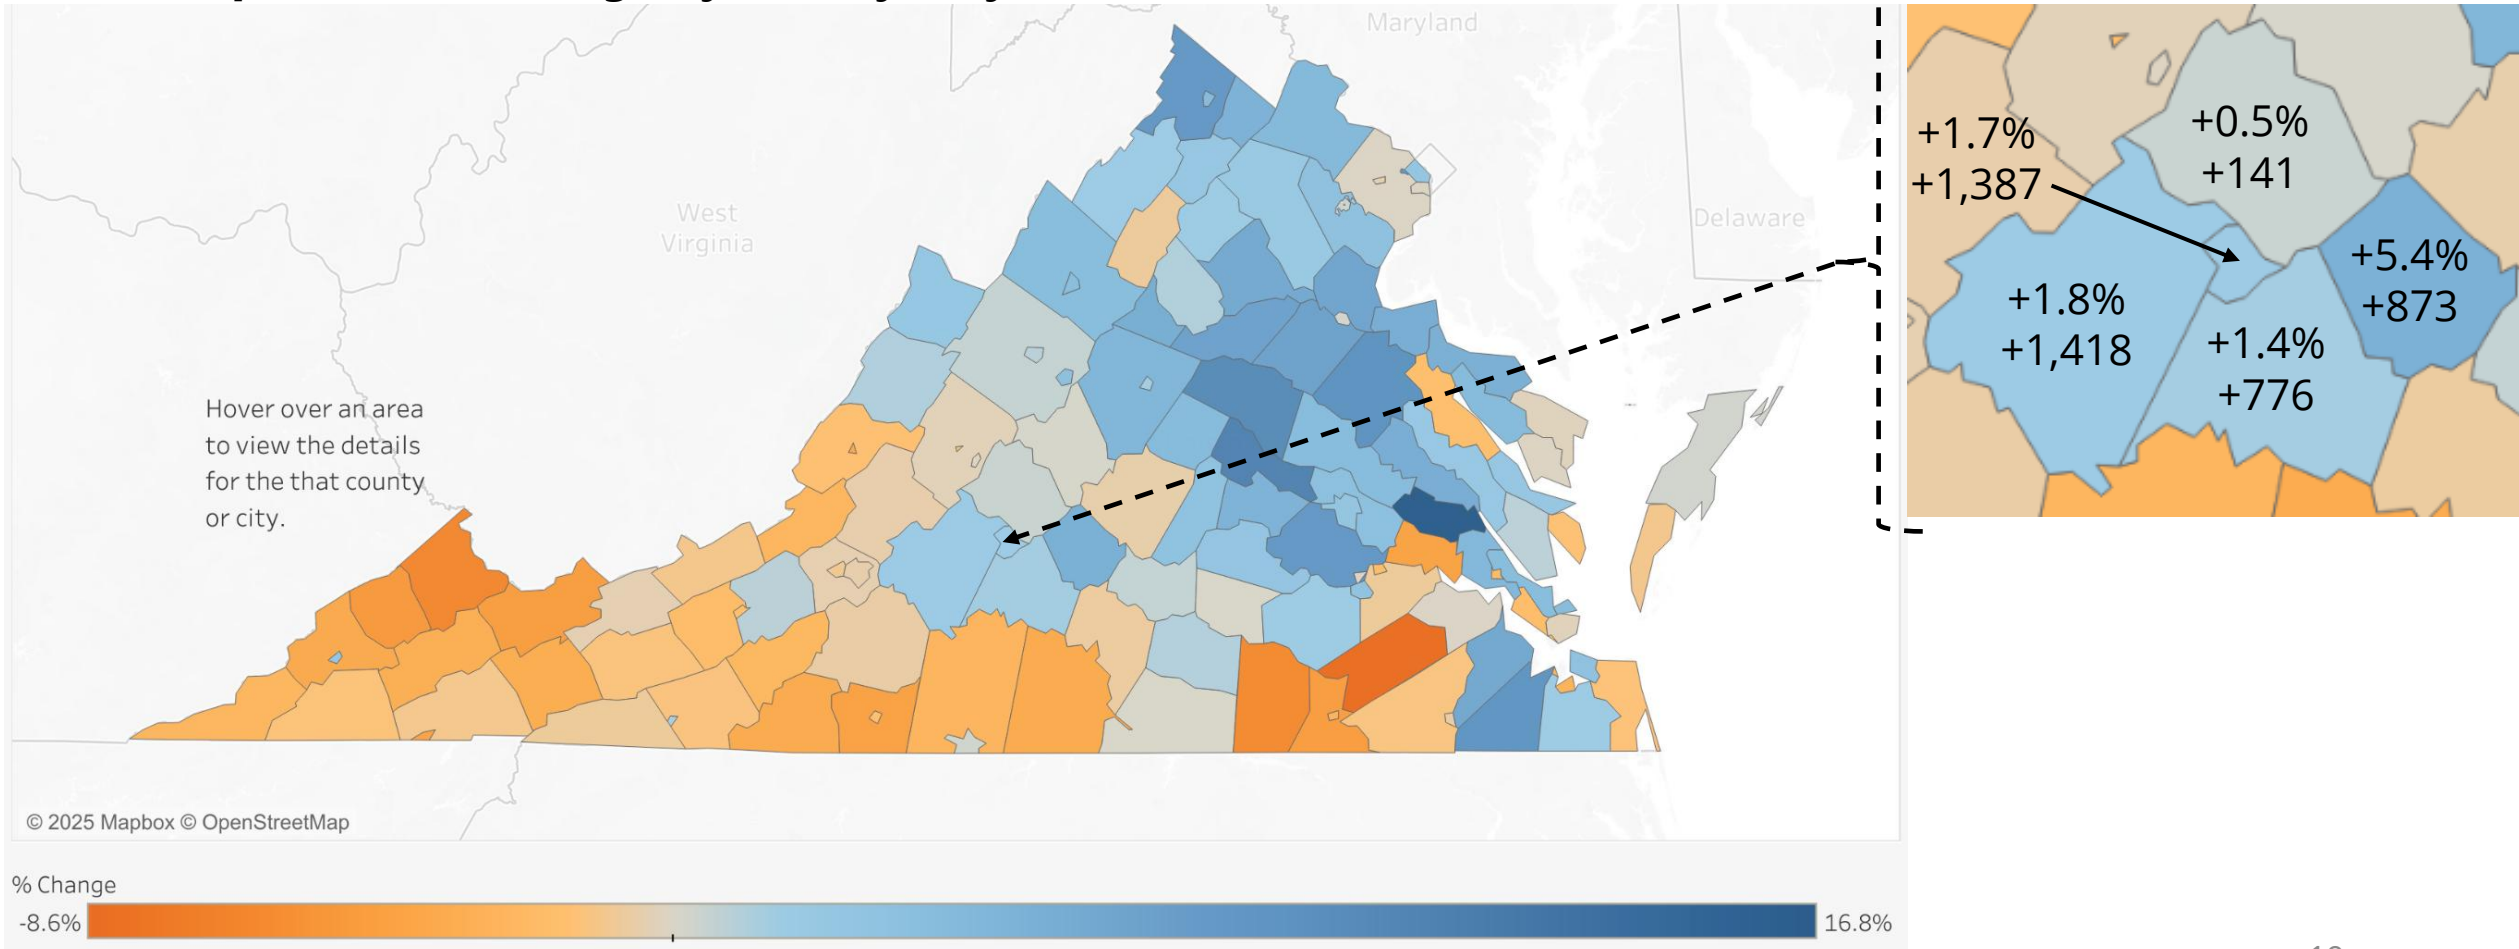 Maryland
West
Virginia
Delaware
Hover over an area
to view the details
for the that county
or city.
© 2025 Mapbox © OpenStreetMap
% Change
-8.6%
16.8%
+1.7%
+1,387
+0.5%
+141
+5.4%
+873
+1.8%
+1,418
+1.4%
+776